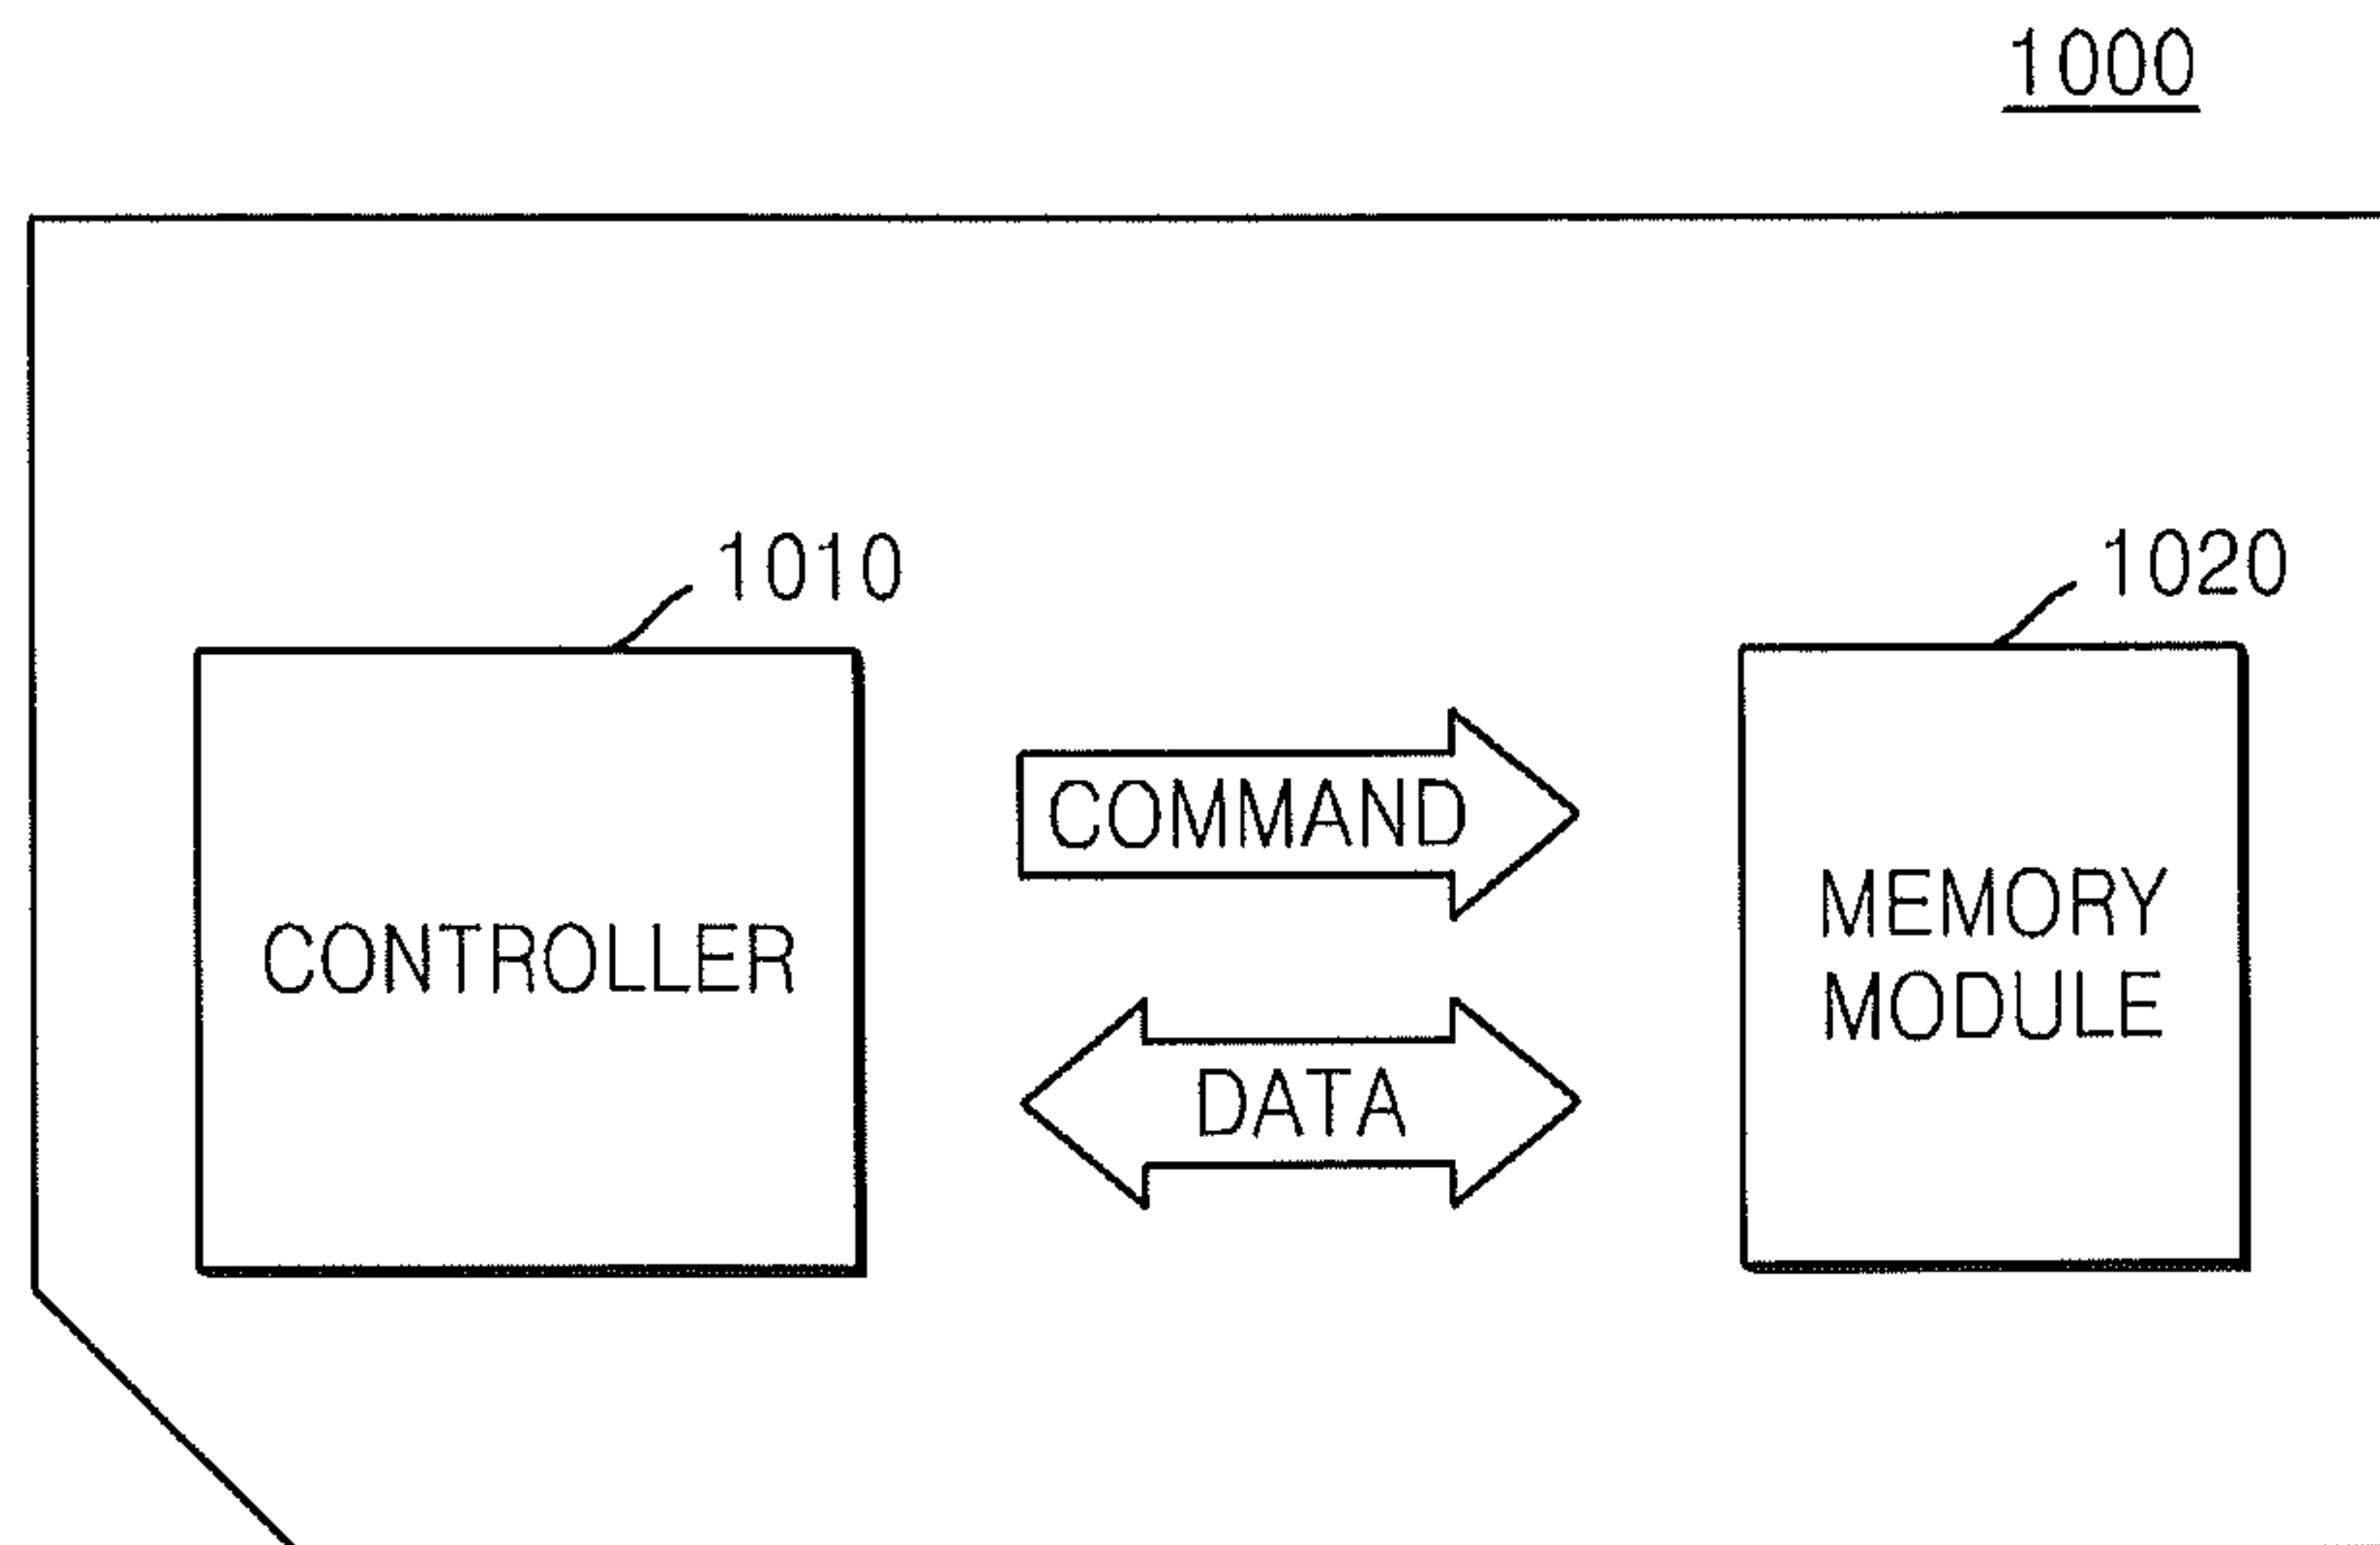 1000
1010
1020
COMMAND
CONTROLLER
MEMORY
MODULE
DATA